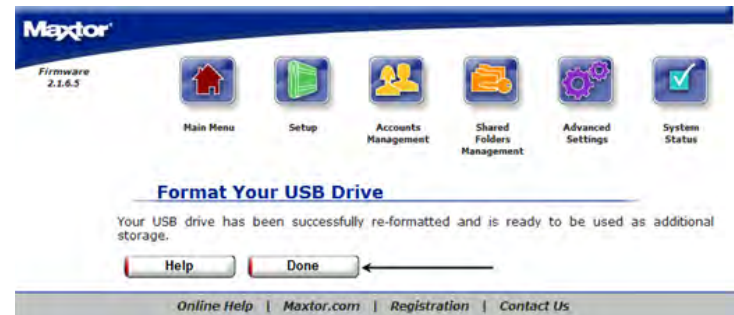 Maxtor
Firmware
2.1.6.5
Main Menu
Setup
Accounts
Management
Shared
Folders
Management
Advanced
Settings
System
Status
Format Your USB Drive
Your USB drive has been successfully re-formatted and is ready to be used as additional
storage.
Help
Done
Online Help | Maxtor.com | Registration | Contact Us